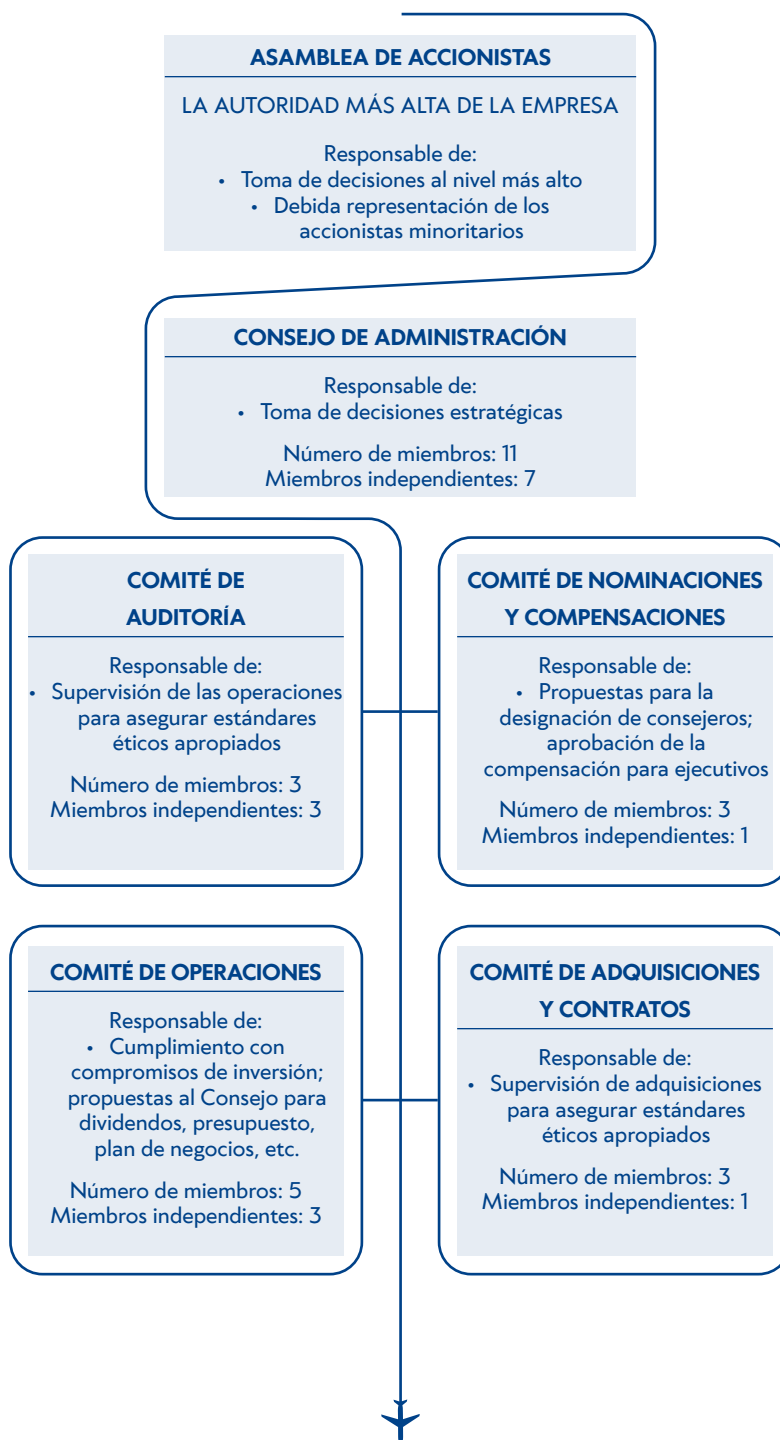 ASAMBLEA DE ACCIONISTAS
LA AUTORIDAD MÁS ALTA DE LA EMPRESA
Responsable de:
• Toma de decisiones al nivel más alto
• Debida representación de los
accionistas minoritarios
CONSEJO DE ADMINISTRACIÓN
Responsable de:
• Toma de decisiones estratégicas
Número de miembros: 11
Miembros independientes: 7
COMITÉ DE
AUDITORÍA
Responsable de:
• Supervisión de las operaciones
para asegurar estándares
éticos apropiados
Número de miembros: 3
Miembros independientes: 3
COMITÉ DE NOMINACIONES
Y COMPENSACIONES
Responsable de:
• Propuestas para la
designación de consejeros;
aprobación de la
compensación para ejecutivos
Número de miembros: 3
Miembros independientes: 1
COMITÉ DE OPERACIONES
Responsable de:
• Cumplimiento con
compromisos de inversión;
propuestas al Consejo para
dividendos, presupuesto,
plan de negocios, etc.
Número de miembros: 5
Miembros independientes: 3
COMITÉ DE ADQUISICIONES
Y CONTRATOS
Responsable de:
• Supervisión de adquisiciones
para asegurar estándares
éticos apropiados
Número de miembros: 3
Miembros independientes: 1